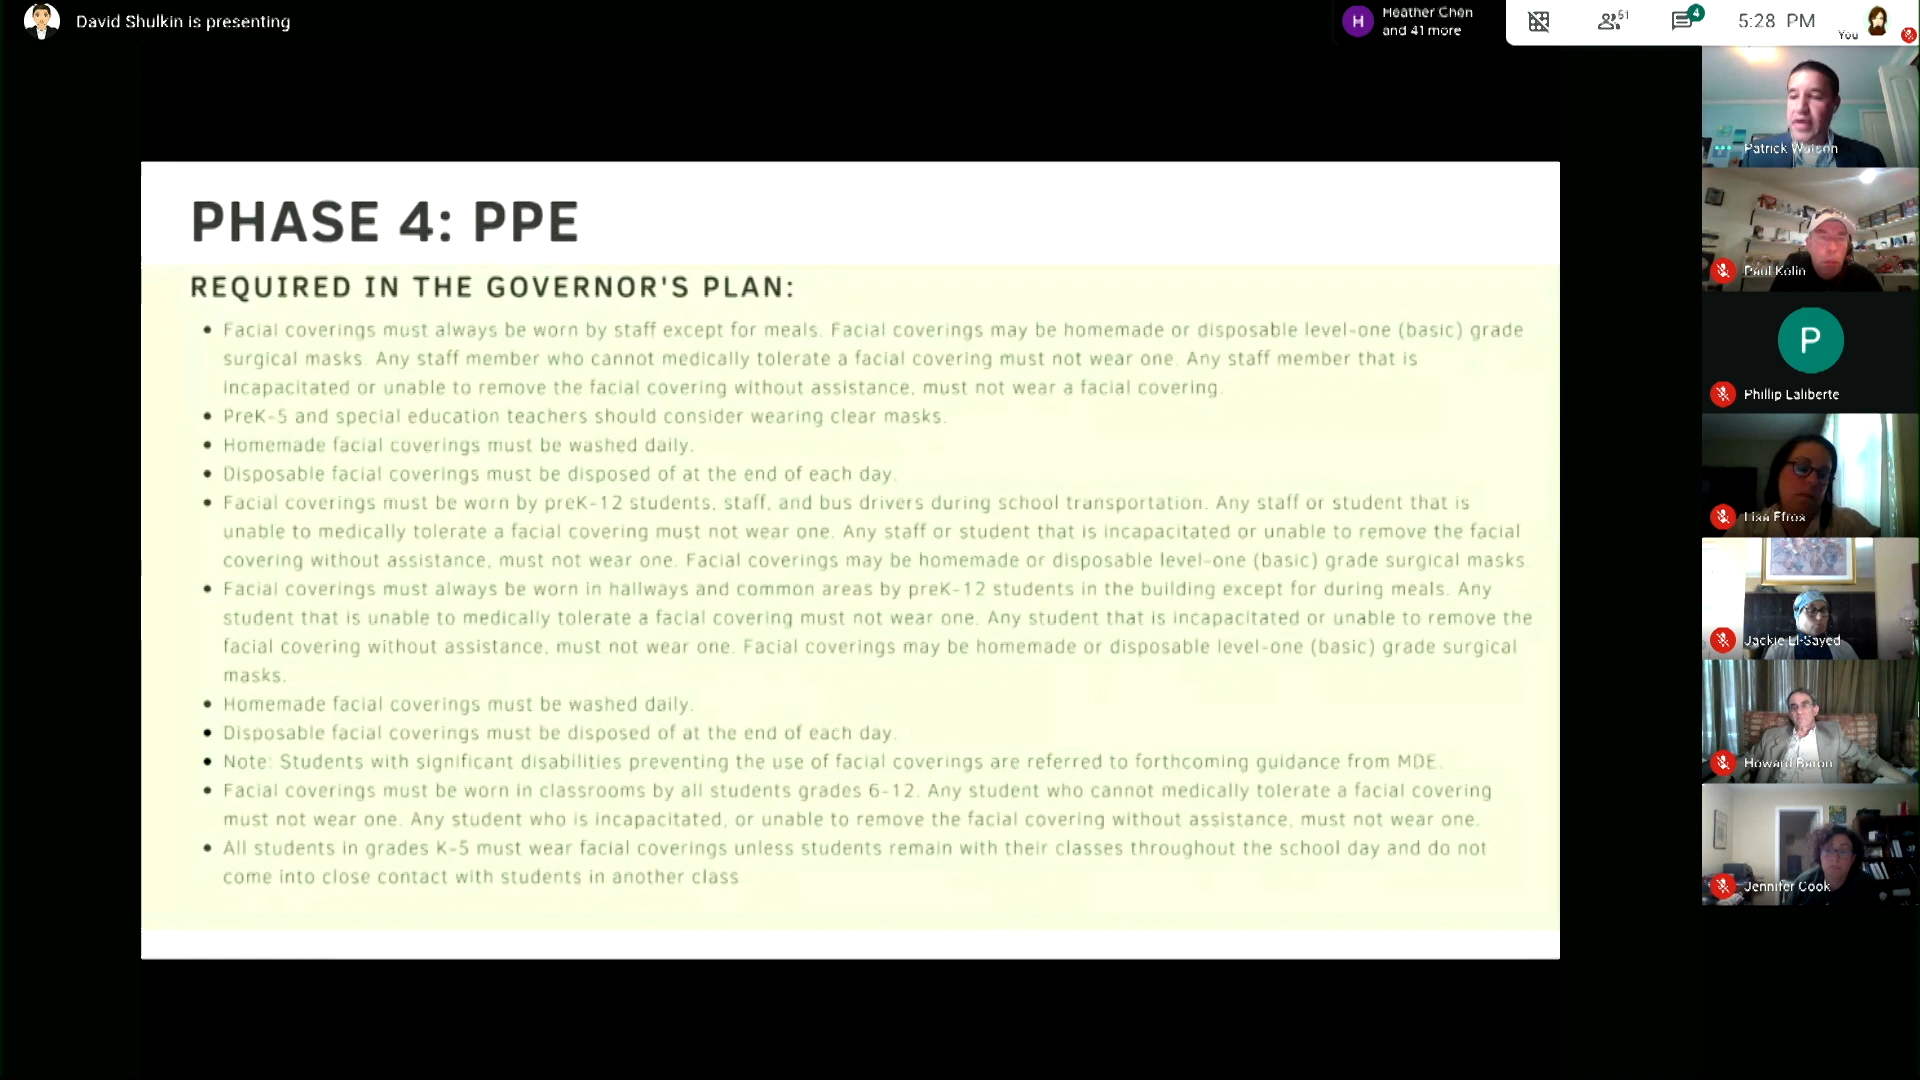 David Shulkin is presenting
H
Heather Chen
and 41 more
51
4
5:28 PM
You
PHASE 4: PPE
REQUIRED IN THE GOVERNOR'S PLAN:
• Facial coverings must always be worn by staff except for meals. Facial coverings may be homemade or disposable level-one (basic) grade
surgical masks. Any staff member who cannot medically tolerate a facial covering must not wear one. Any staff member that is
incapacitated or unable to remove the facial covering without assistance, must not wear a facial covering.
• PreK-5 and special education teachers should consider wearing clear masks.
• Homemade facial coverings must be washed daily.
• Disposable facial coverings must be disposed of at the end of each day.
• Facial coverings must be worn by preK-12 students, staff, and bus drivers during school transportation. Any staff or student that is
unable to medically tolerate a facial covering must not wear one. Any staff or student that is incapacitated or unable to remove the facial
covering without assistance, must not wear one. Facial coverings may be homemade or disposable level-one (basic) grade surgical masks
• Facial coverings must always be worn in hallways and common areas by preK-12 students in the building except for during meals. Any
student that is unable to medically tolerate a facial covering must not wear one. Any student that is incapacitated or unable to remove the
facial covering without assistance, must not wear one. Facial coverings may be homemade or disposable level-one (basic) grade surgical
masks.
• Homemade facial coverings must be washed daily.
• Disposable facial coverings must be disposed of at the end of each day.
• Note: Students with significant disabilities preventing the use of facial coverings are referred to forthcoming guidance from MDE.
• Facial coverings must be worn in classrooms by all students grades 6-12. Any student who cannot medically tolerate a facial covering
must not wear one. Any student who is incapacitated, or unable to remove the facial covering without assistance, must not wear one.
• All students in grades K-5 must wear facial coverings unless students remain with their classes throughout the school day and do not
come into close contact with students in another class
Patrick Watson
Paul Kolin
P
Phillip Laliberte
Lisa Efros
Jackie El-Sayed
Howard Baron
Jennifer Cook